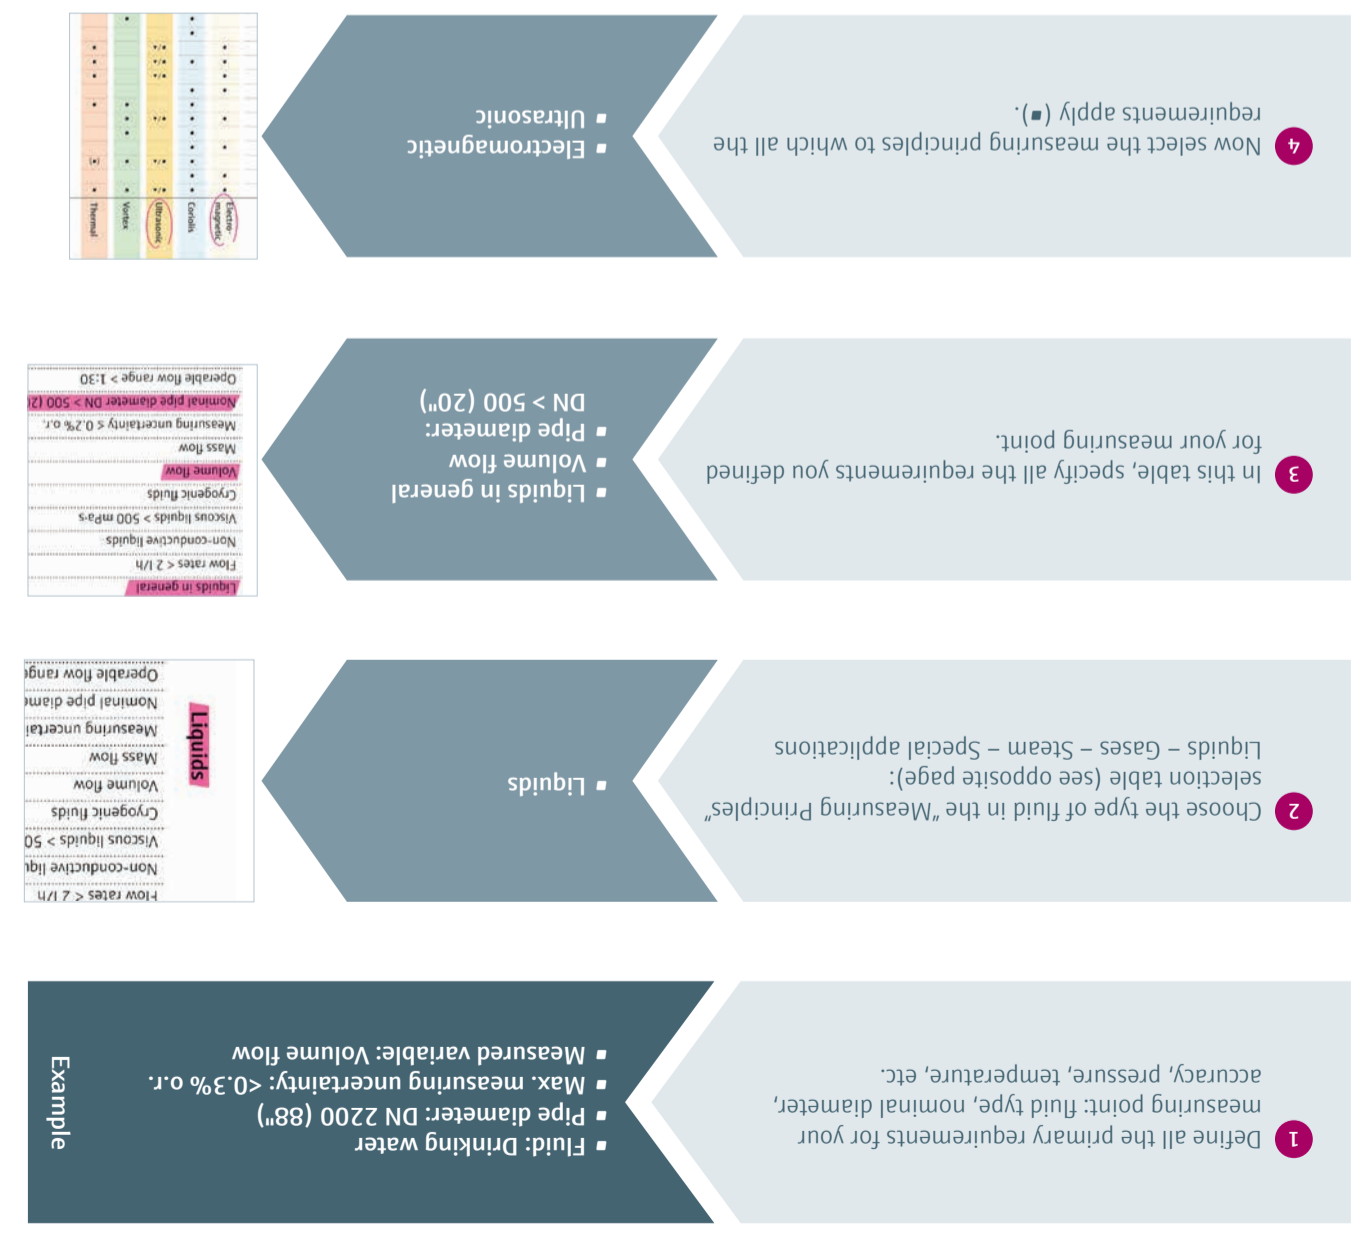 1
Define all the primary requirements for your
measuring point: fluid type, nominal diameter,
accuracy, pressure, temperature, etc.
▪ Fluid: Drinking water
▪ Pipe diameter: DN 2200 (88")
▪ Max. measuring uncertainty: <0.3% o.r.
▪ Measured variable: Volume flow
Example
2
Choose the type of fluid in the "Measuring Principles"
selection table (see opposite page):
Liquids – Gases – Steam – Special applications
▪ Liquids
Liquids
Flow rates < 2 l/h
Non-conductive liqu
Viscous liquids > 50
Cryogenic fluids
Volume flow
Mass flow
Measuring uncertai
Nominal pipe diame
Operable flow range
3
In this table, specify all the requirements you defined
for your measuring point.
▪ Liquids in general
▪ Volume flow
▪ Pipe diameter:
DN > 500 (20")
Liquids in general
Flow rates < 2 l/h
Non-conductive liquids
Viscous liquids > 500 mPa·s
Cryogenic fluids
Volume flow
Mass flow
Measuring uncertainty ≤ 0.2% o.r.
Nominal pipe diameter DN > 500 (20
Operable flow range > 1:30
4
Now select the measuring principles to which all the
requirements apply (▪).
▪ Electromagnetic
▪ Ultrasonic
Electro-
magnetic
Coriolis
Ultrasonic
Vortex
Thermal